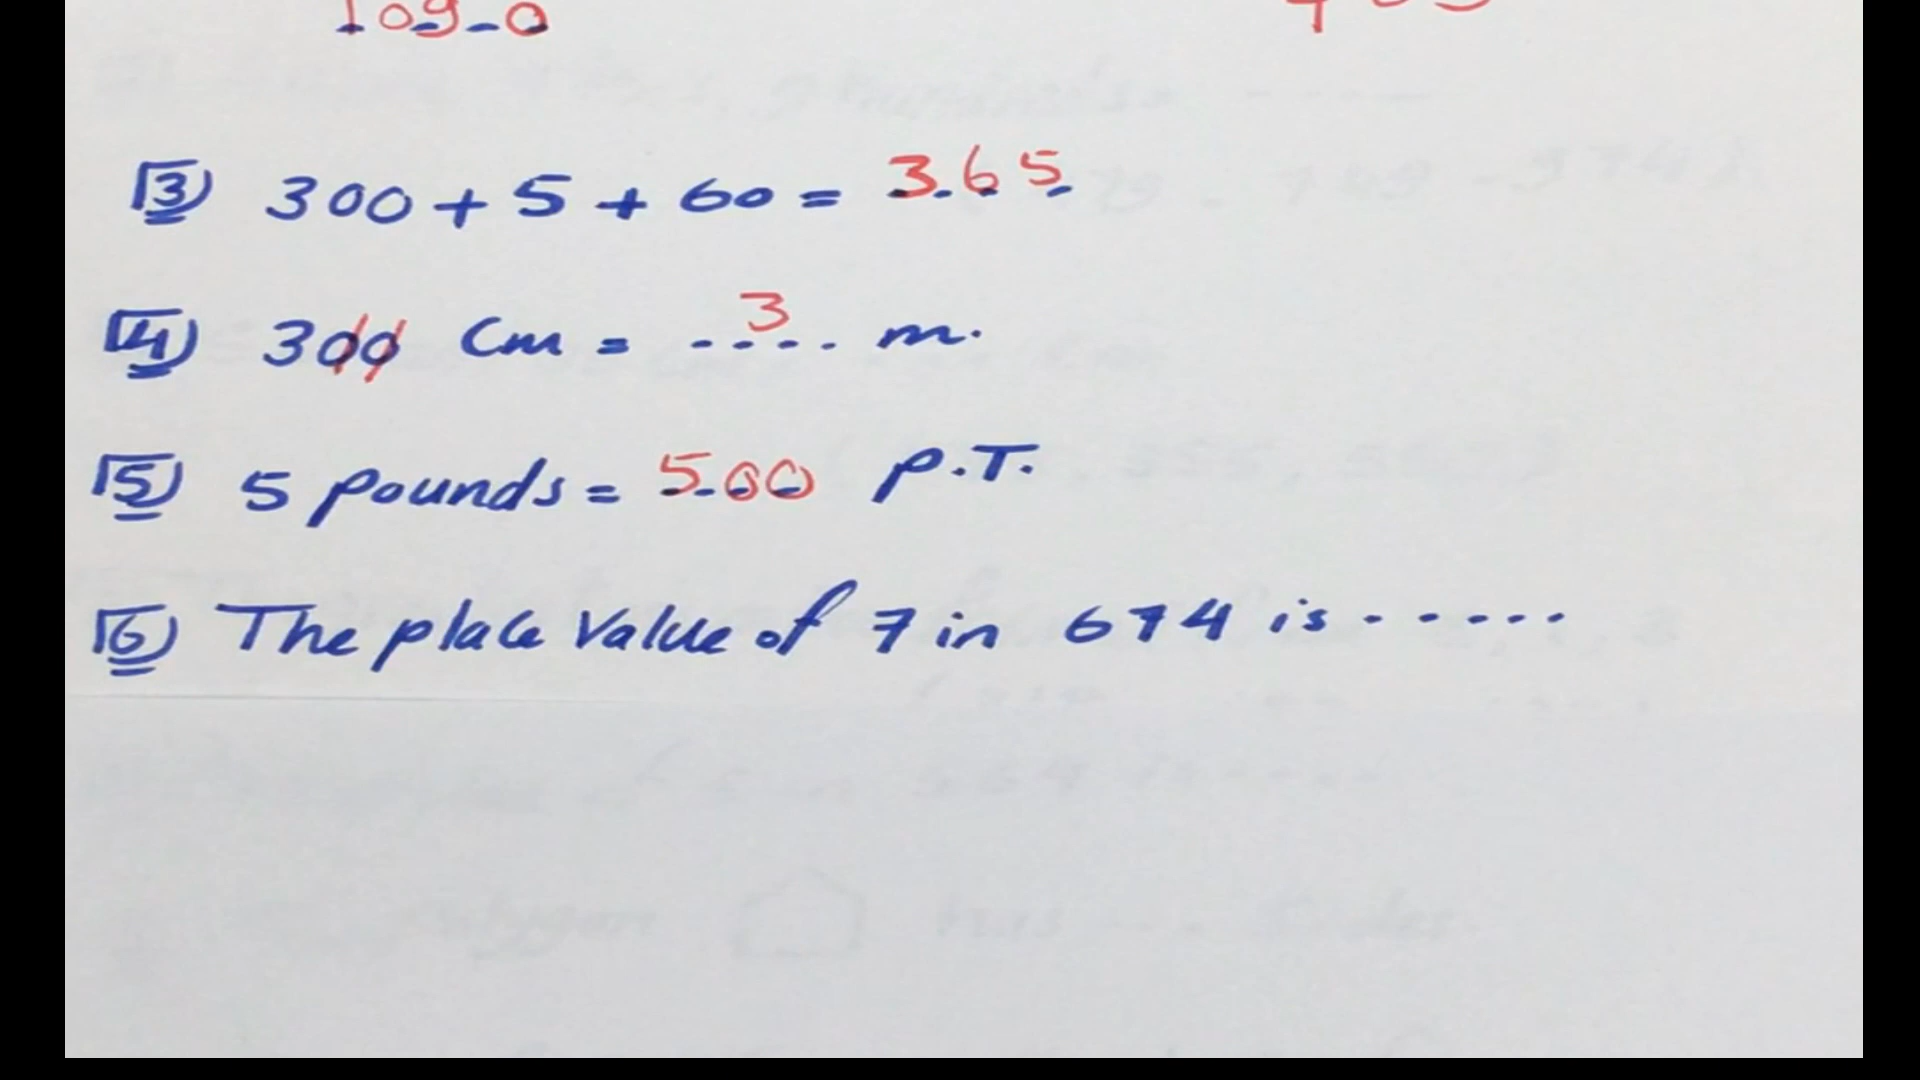 [3] 300 + 5 + 60 = 365
[4] 300 Cm = ..3.. m.
[5] 5 pounds = 500 P.T.
[6] The place value of 7 in 674 is ......